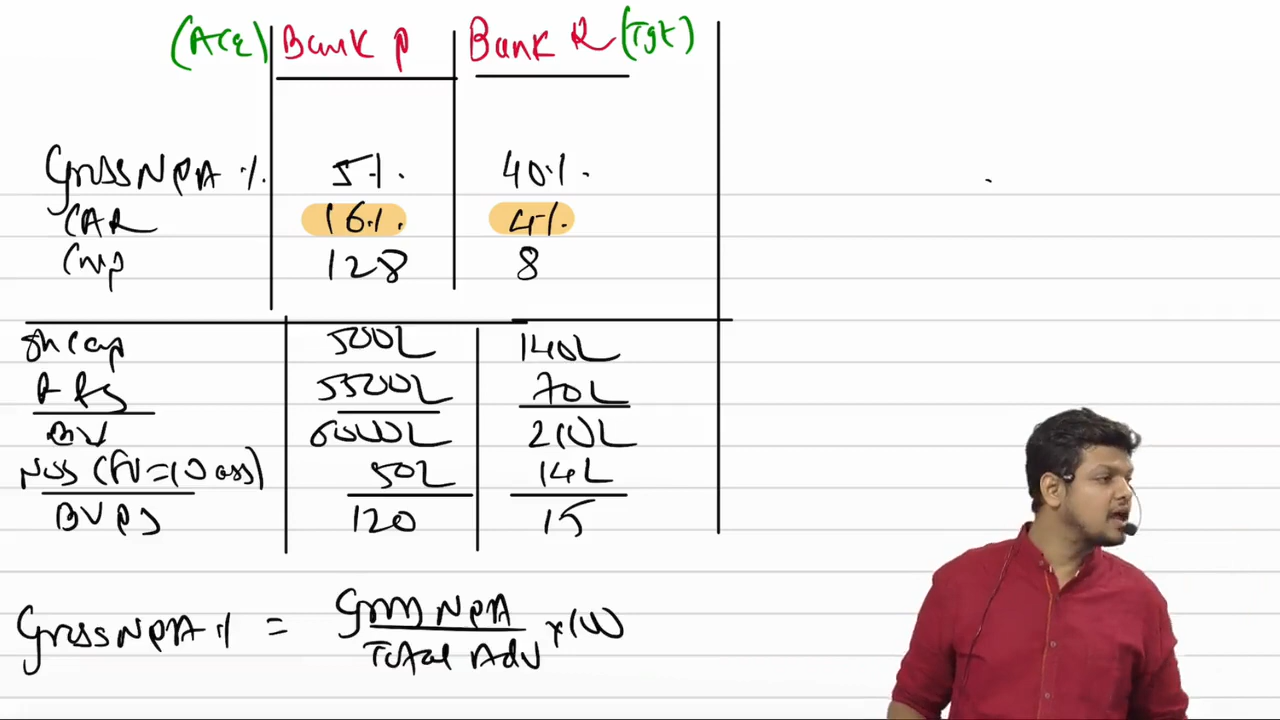 (Acq) Bank P Bank R (Tgt)
Gross NPA % 5% 40%
CAR 16% 4%
Cmp 128 8
Sh Cap 500L 140L
R &S 5500L 70L
BV 6000L 210L
NOS (FV=10 ass) 50L 14L
BVPS 120 15
Gross NPA % = Gross NPA × 100
Total Adv